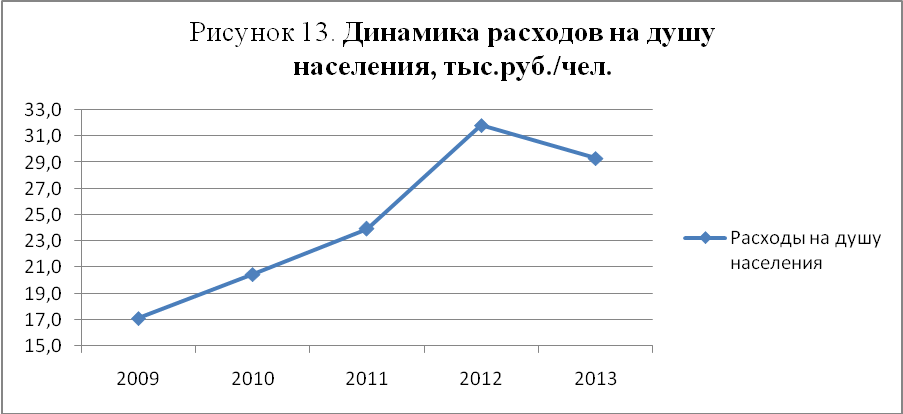 Рисунок 13. Динамика расходов на душу
населения, тыс.руб./чел.
33,0
31,0
29,0
27,0
25,0
23,0
21,0
19,0
17,0
15,0
2009 2010 2011 2012 2013
Расходы на душу
населения